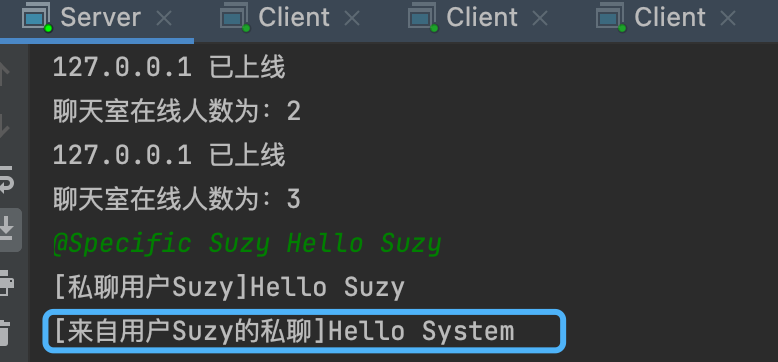 Server Client Client Client
127.0.0.1 已上线
聊天室在线人数为：2
127.0.0.1 已上线
聊天室在线人数为：3
@Specific Suzy Hello Suzy
[私聊用户Suzy]Hello Suzy
[来自用户Suzy的私聊]Hello System